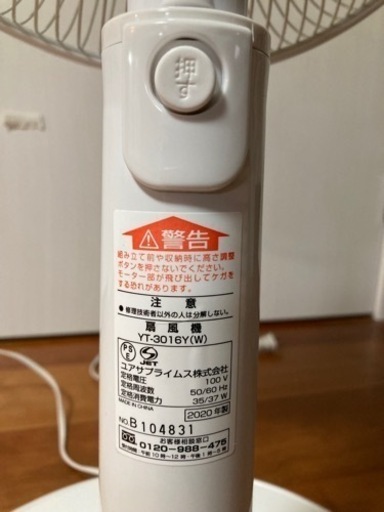 押す
警告
組み立て前や収納時に高さ調整
ボタンを押さないでください。
モーター部が飛び出してケガを
する恐れがあります。
注意
●修理技術者以外の人は分解しない。
扇風機
YT-3016Y(W)
PS
E
JET
ユアサプライムス株式会社
定格電圧 100 V
定格周波数 50/60 Hz
定格消費電力 35/37 W
MADE IN CHINA 2020年製
NO.B104831
お客様相談窓口
0120-988-475